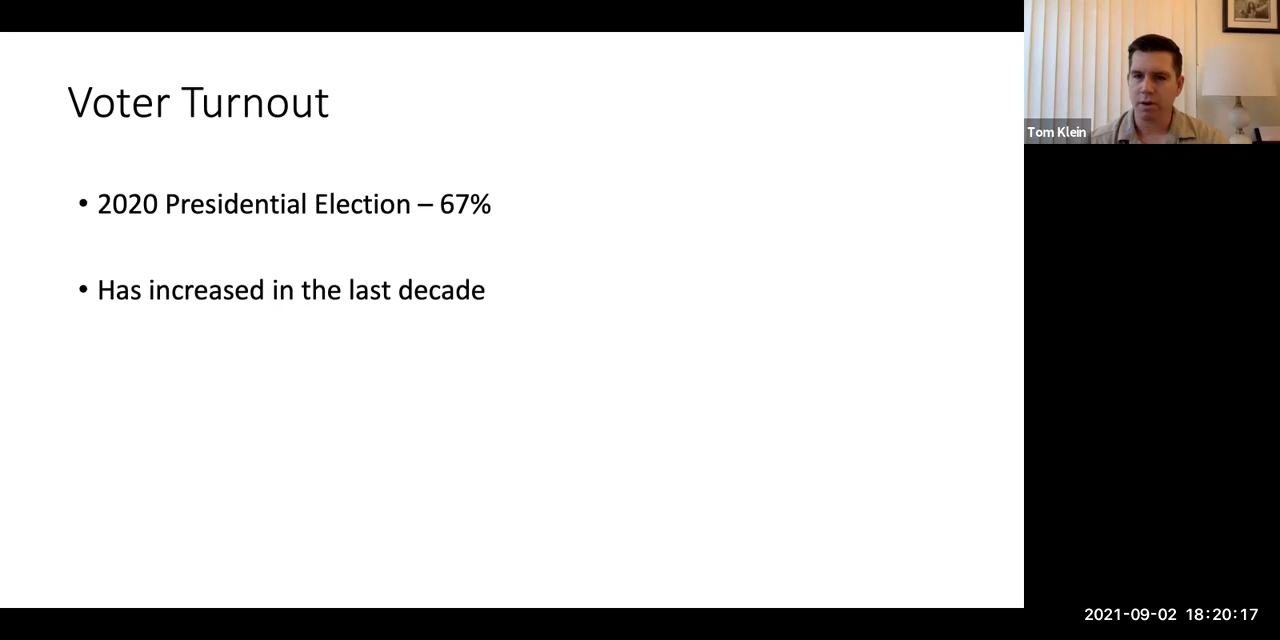 Voter Turnout
• 2020 Presidential Election – 67%
• Has increased in the last decade
Tom Klein
2021-09-02 18:20:17